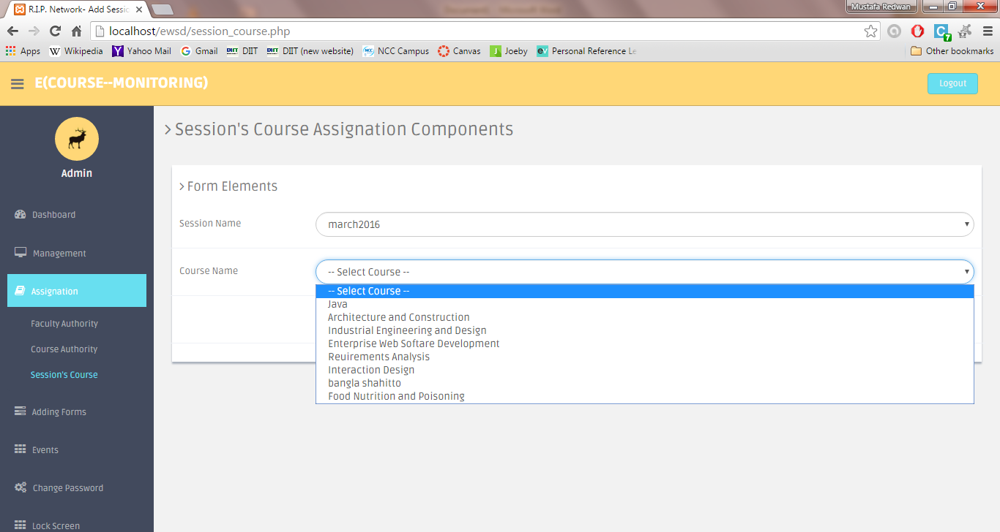 R.I.P. Network- Add Sessio
Mustafa Redwan
localhost/ewsd/session_course.php
Apps Wikipedia Yahoo Mail Gmail DIIT DIIT (new website) NCC Campus Canvas Joeby Personal Reference Le Other bookmarks
E(COURSE--MONITORING)
Logout
Admin
Dashboard
Management
Assignation
Faculty Authority
Course Authority
Session's Course
Adding Forms
Events
Change Password
Lock Screen
Session's Course Assignation Components
Form Elements
Session Name
march2016
Course Name
-- Select Course --
-- Select Course --
Java
Architecture and Construction
Industrial Engineering and Design
Enterprise Web Softare Development
Reuirements Analysis
Interaction Design
bangla shahitto
Food Nutrition and Poisoning